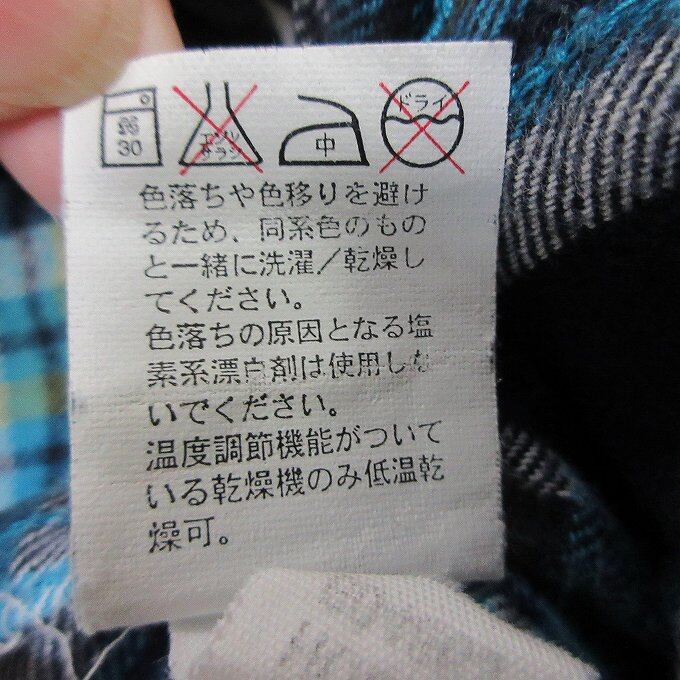 30
エンソ
サラシ
中
ドライ
色落ちや色移りを避け
るため、同系色のもの
と一緒に洗濯/乾燥し
てください。
色落ちの原因となる塩
素系漂白剤は使用しな
いでください。
温度調節機能がついて
いる乾燥機のみ低温乾
燥可。